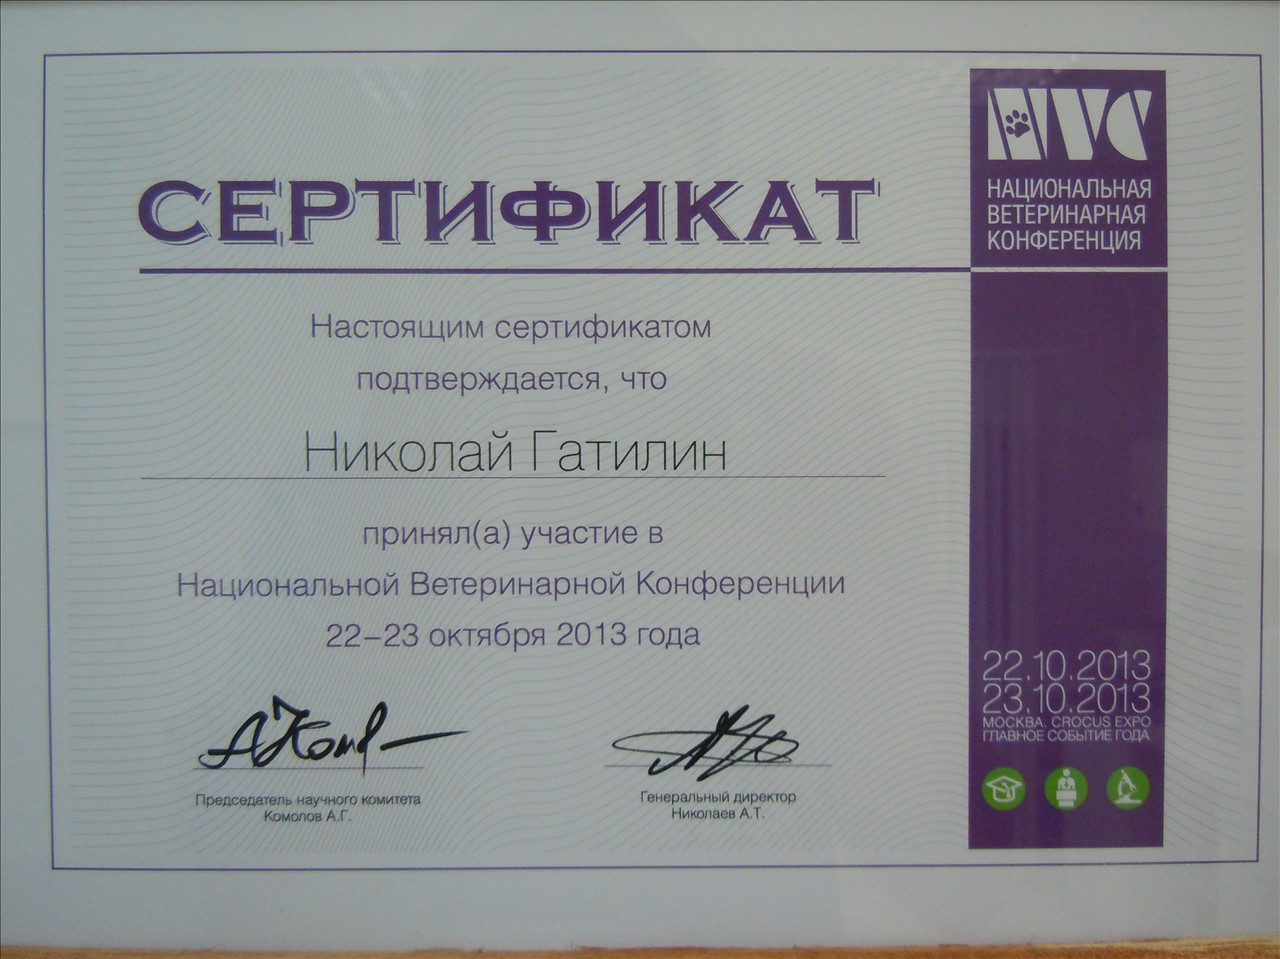 NVC
НАЦИОНАЛЬНАЯ
ВЕТЕРИНАРНАЯ
КОНФЕРЕНЦИЯ
СЕРТИФИКАТ
Настоящим сертификатом
подтверждается, что
Николай Гатилин
принял(а) участие в
Национальной Ветеринарной Конференции
22–23 октября 2013 года
Председатель научного комитета
Комолов А.Г.
Генеральный директор
Николаев А.Т.
22.10.2013
23.10.2013
МОСКВА. CROCUS EXPO
ГЛАВНОЕ СОБЫТИЕ ГОДА